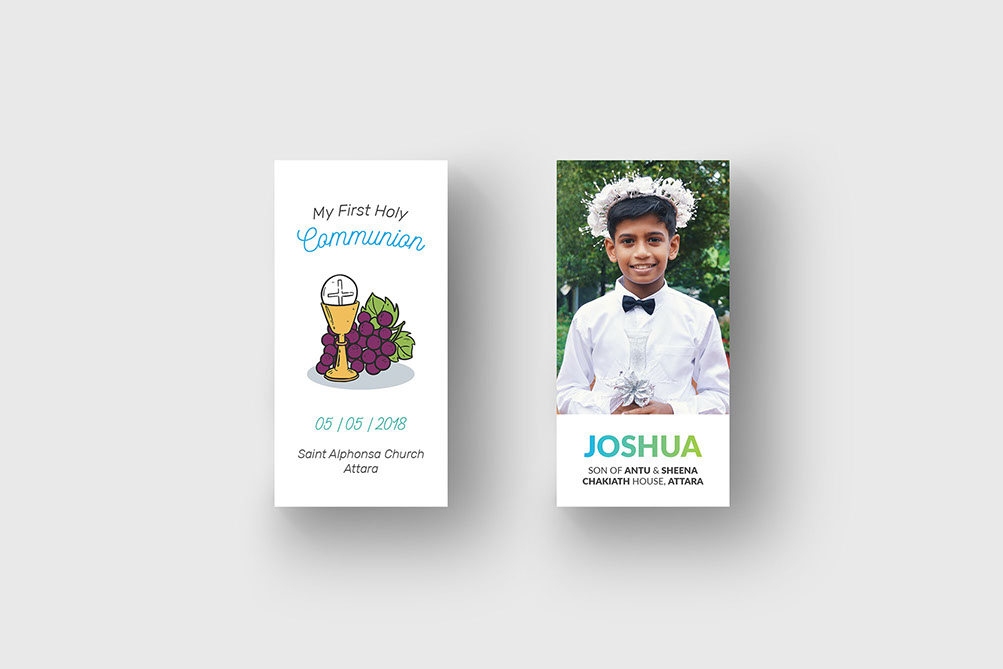 My First Holy
Communion
05 / 05 / 2018
Saint Alphonsa Church
Attara
JOSHUA
SON OF ANTU & SHEENA
CHAKIATH HOUSE, ATTARA